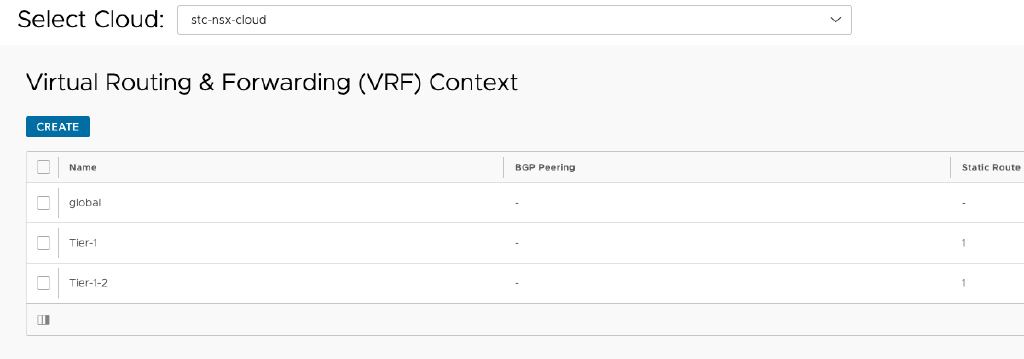 Select Cloud: stc-nsx-cloud
Virtual Routing & Forwarding (VRF) Context
CREATE
Name BGP Peering Static Route
global - -
Tier-1 - 1
Tier-1-2 - 1